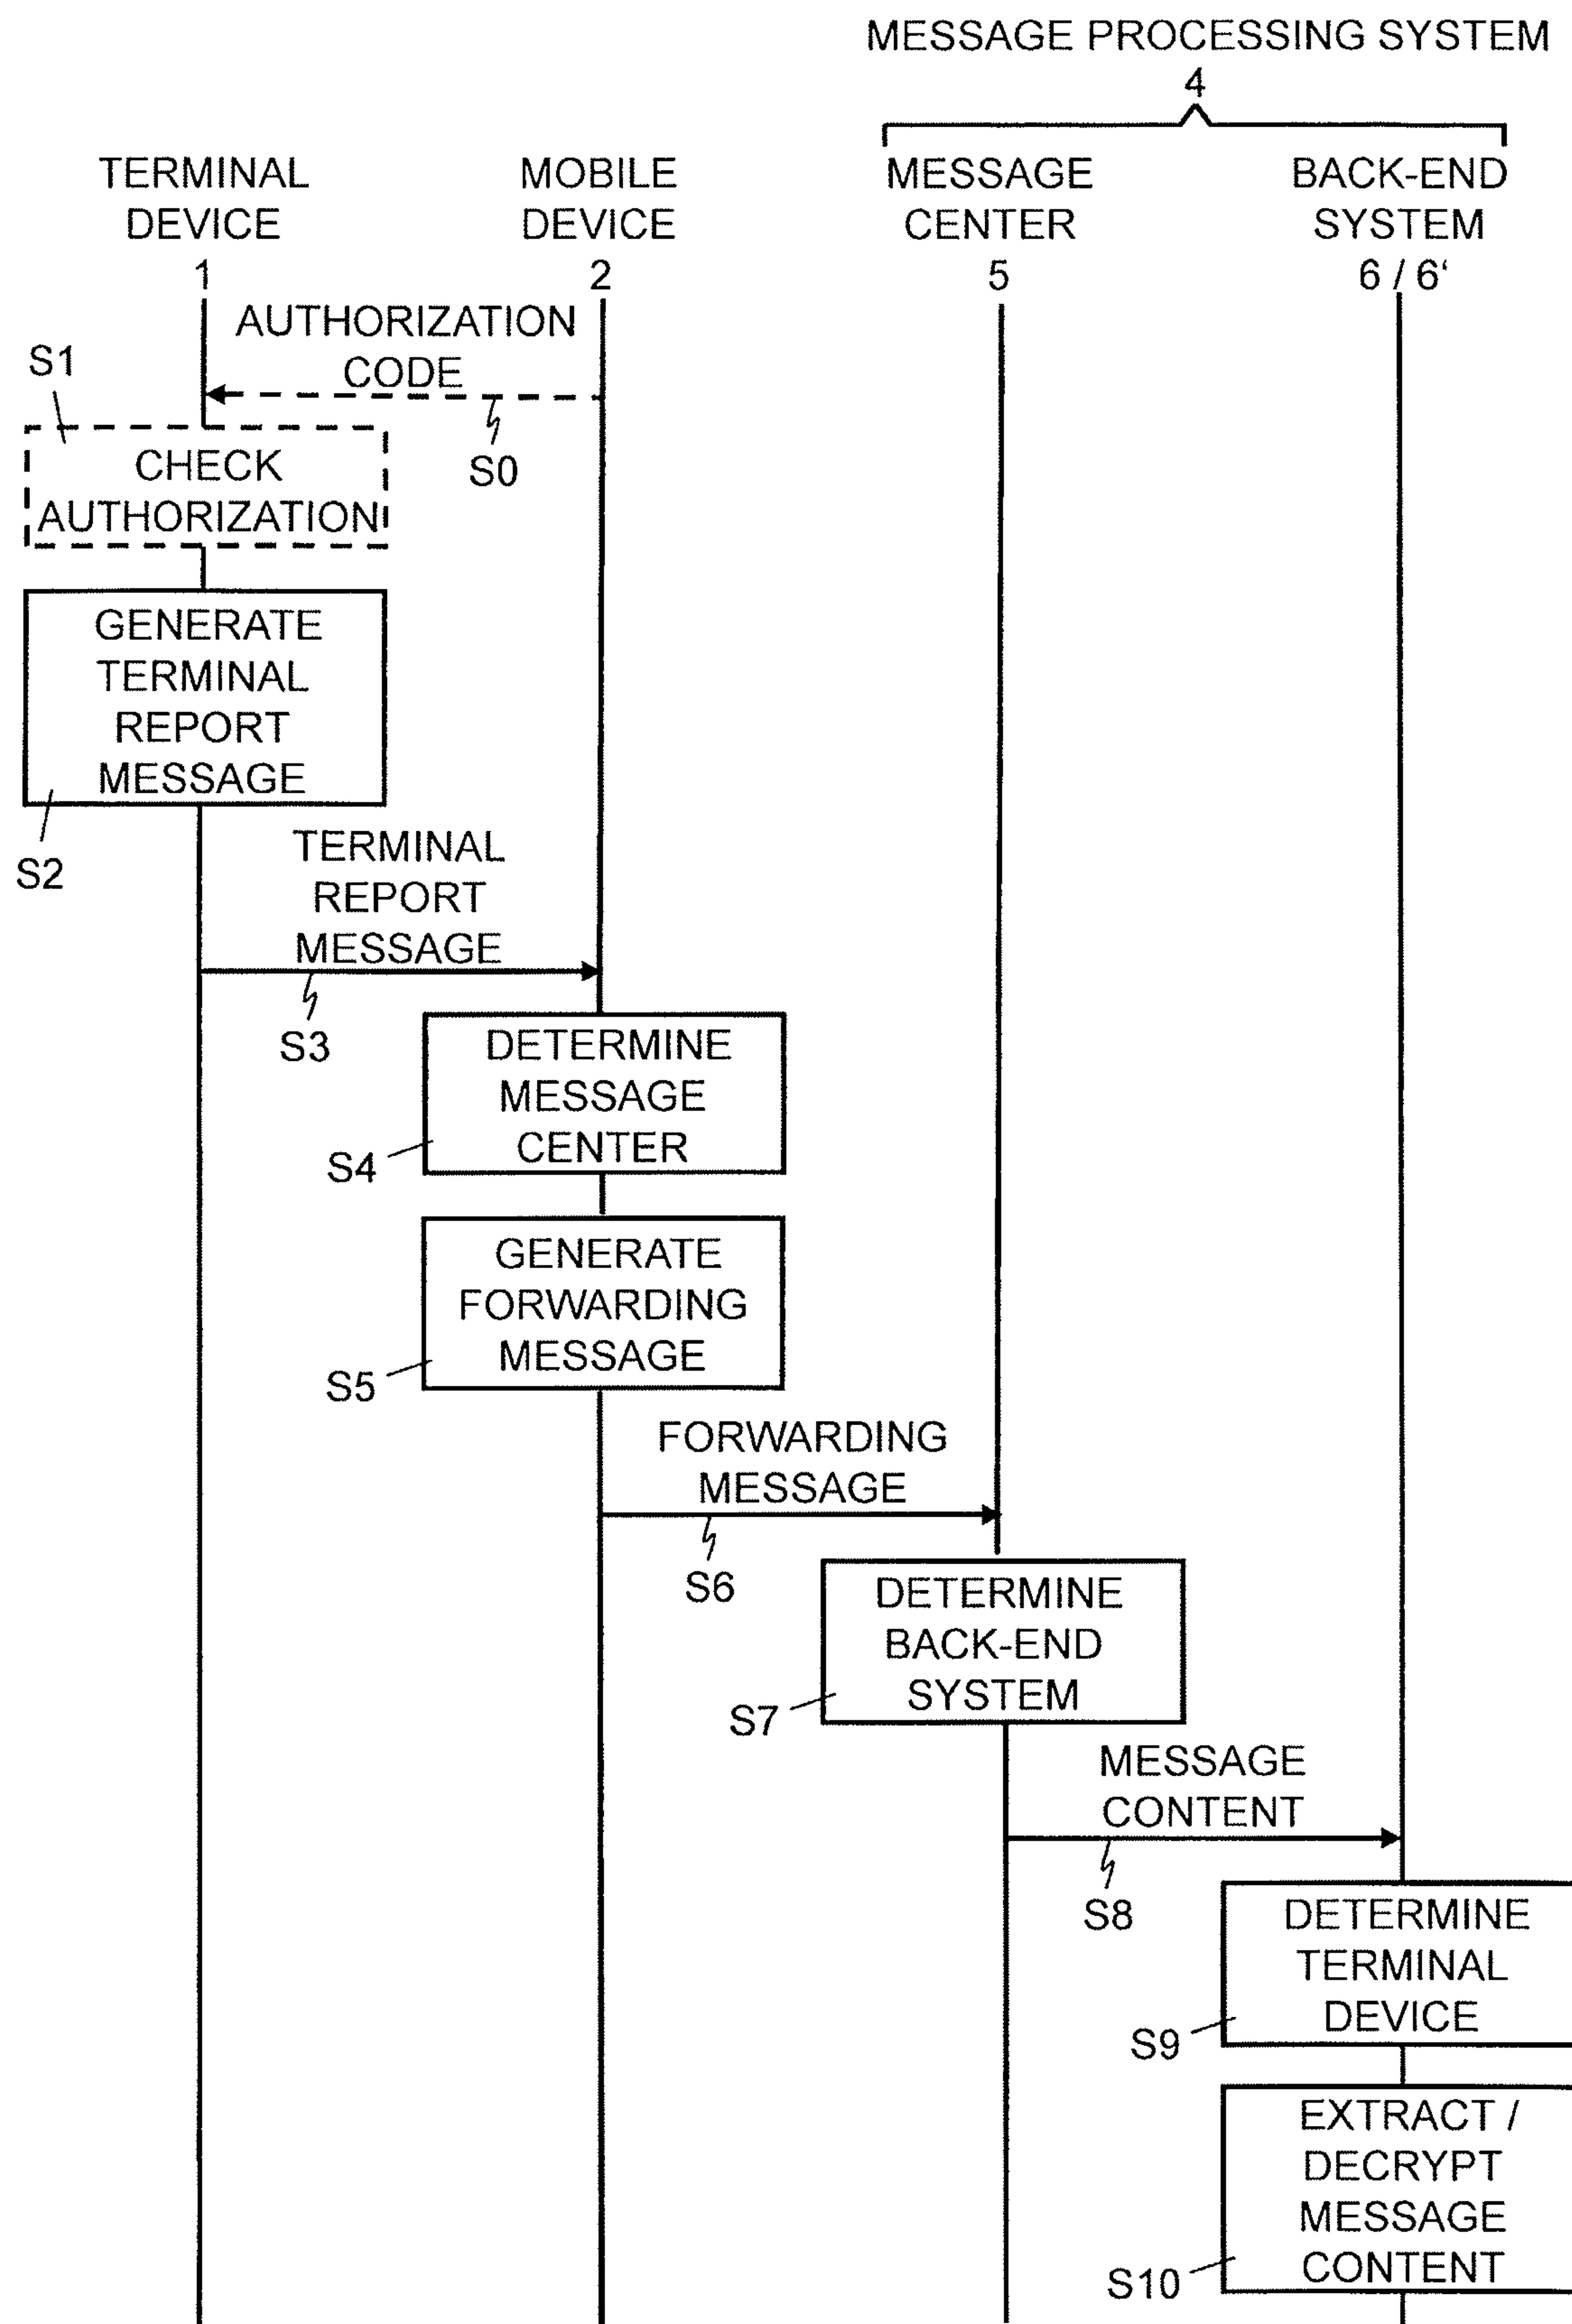 MESSAGE PROCESSING SYSTEM
4
TERMINAL
DEVICE
1
MOBILE
DEVICE
2
MESSAGE
CENTER
5
BACK-END
SYSTEM
6 / 6‘
AUTHORIZATION
CODE
S0
S1
CHECK
AUTHORIZATION
GENERATE
TERMINAL
REPORT
MESSAGE
S2
TERMINAL
REPORT
MESSAGE
S3
DETERMINE
MESSAGE
CENTER
S4
GENERATE
FORWARDING
MESSAGE
S5
FORWARDING
MESSAGE
S6
DETERMINE
BACK-END
SYSTEM
S7
MESSAGE
CONTENT
S8
DETERMINE
TERMINAL
DEVICE
S9
EXTRACT /
DECRYPT
MESSAGE
CONTENT
S10